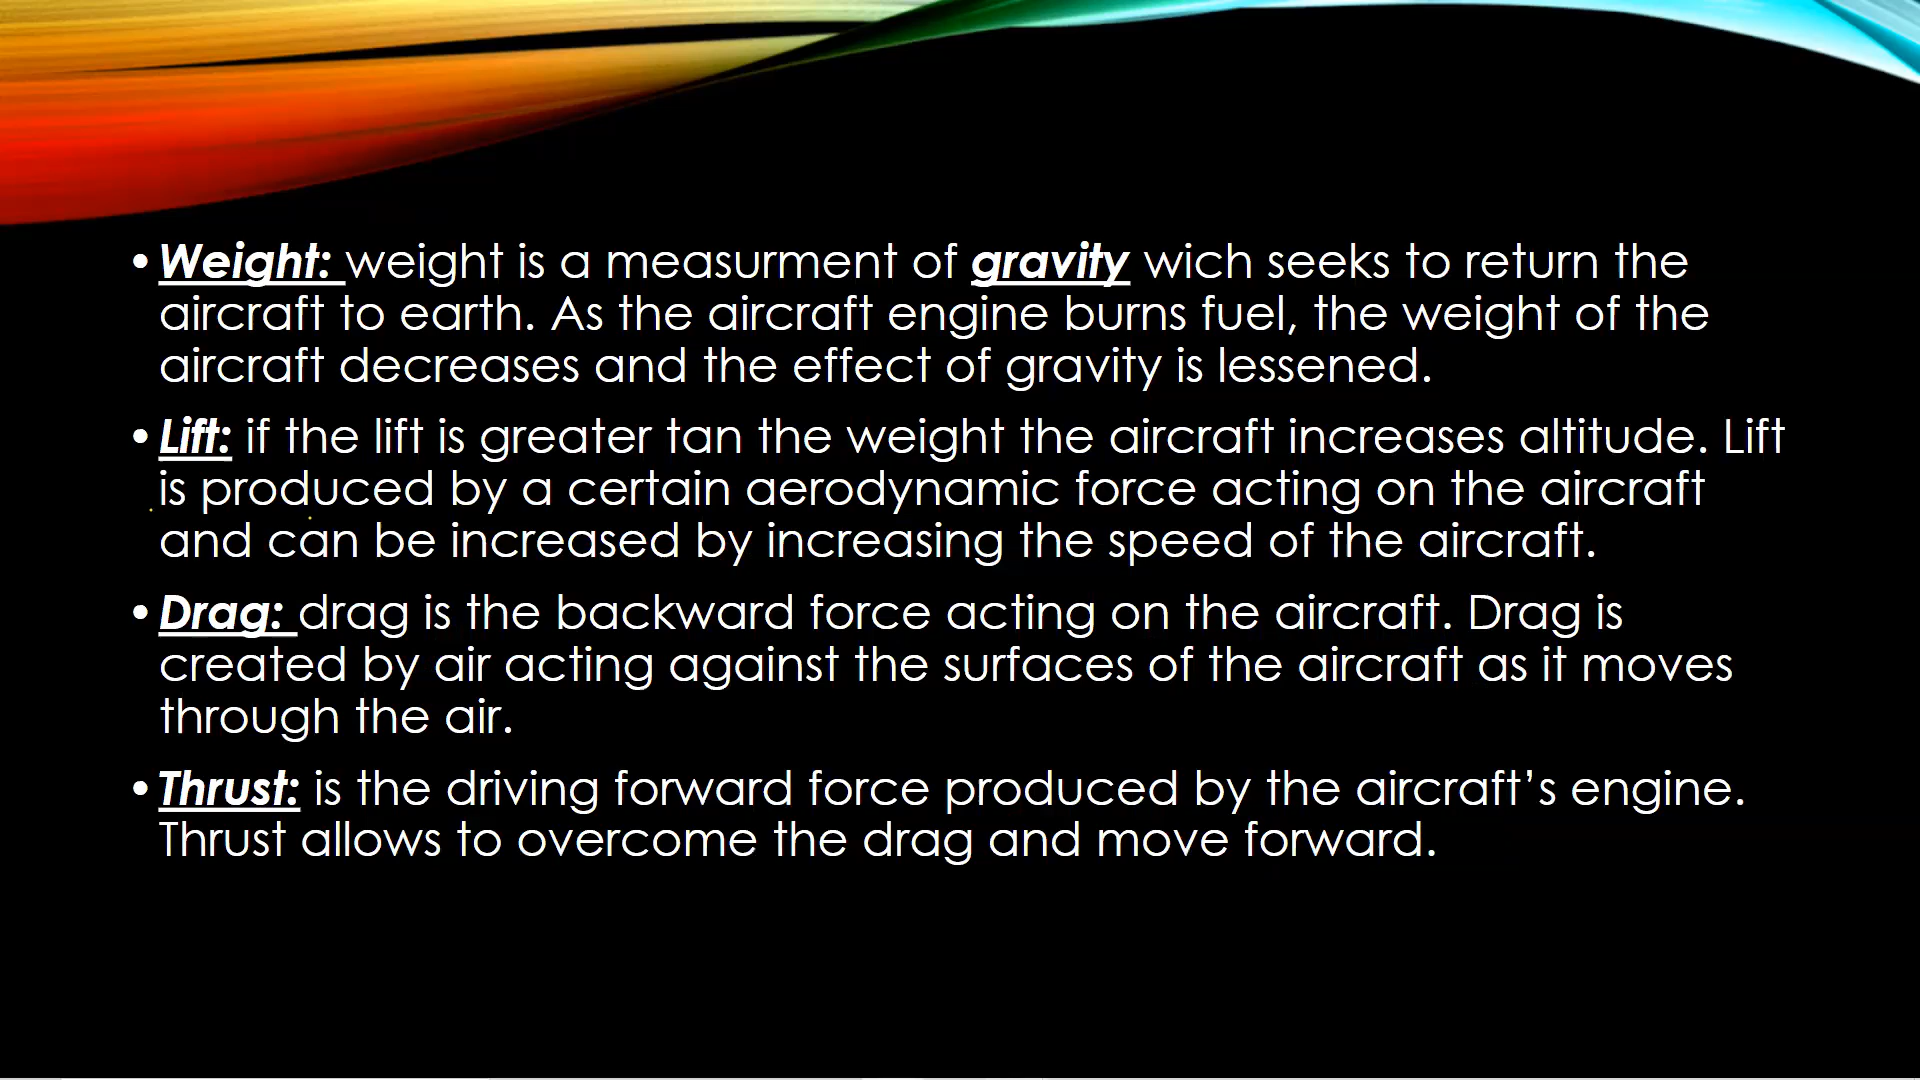 •Weight: weight is a measurment of gravity wich seeks to return the
aircraft to earth. As the aircraft engine burns fuel, the weight of the
aircraft decreases and the effect of gravity is lessened.
•Lift: if the lift is greater tan the weight the aircraft increases altitude. Lift
is produced by a certain aerodynamic force acting on the aircraft
and can be increased by increasing the speed of the aircraft.
•Drag: drag is the backward force acting on the aircraft. Drag is
created by air acting against the surfaces of the aircraft as it moves
through the air.
•Thrust: is the driving forward force produced by the aircraft’s engine.
Thrust allows to overcome the drag and move forward.